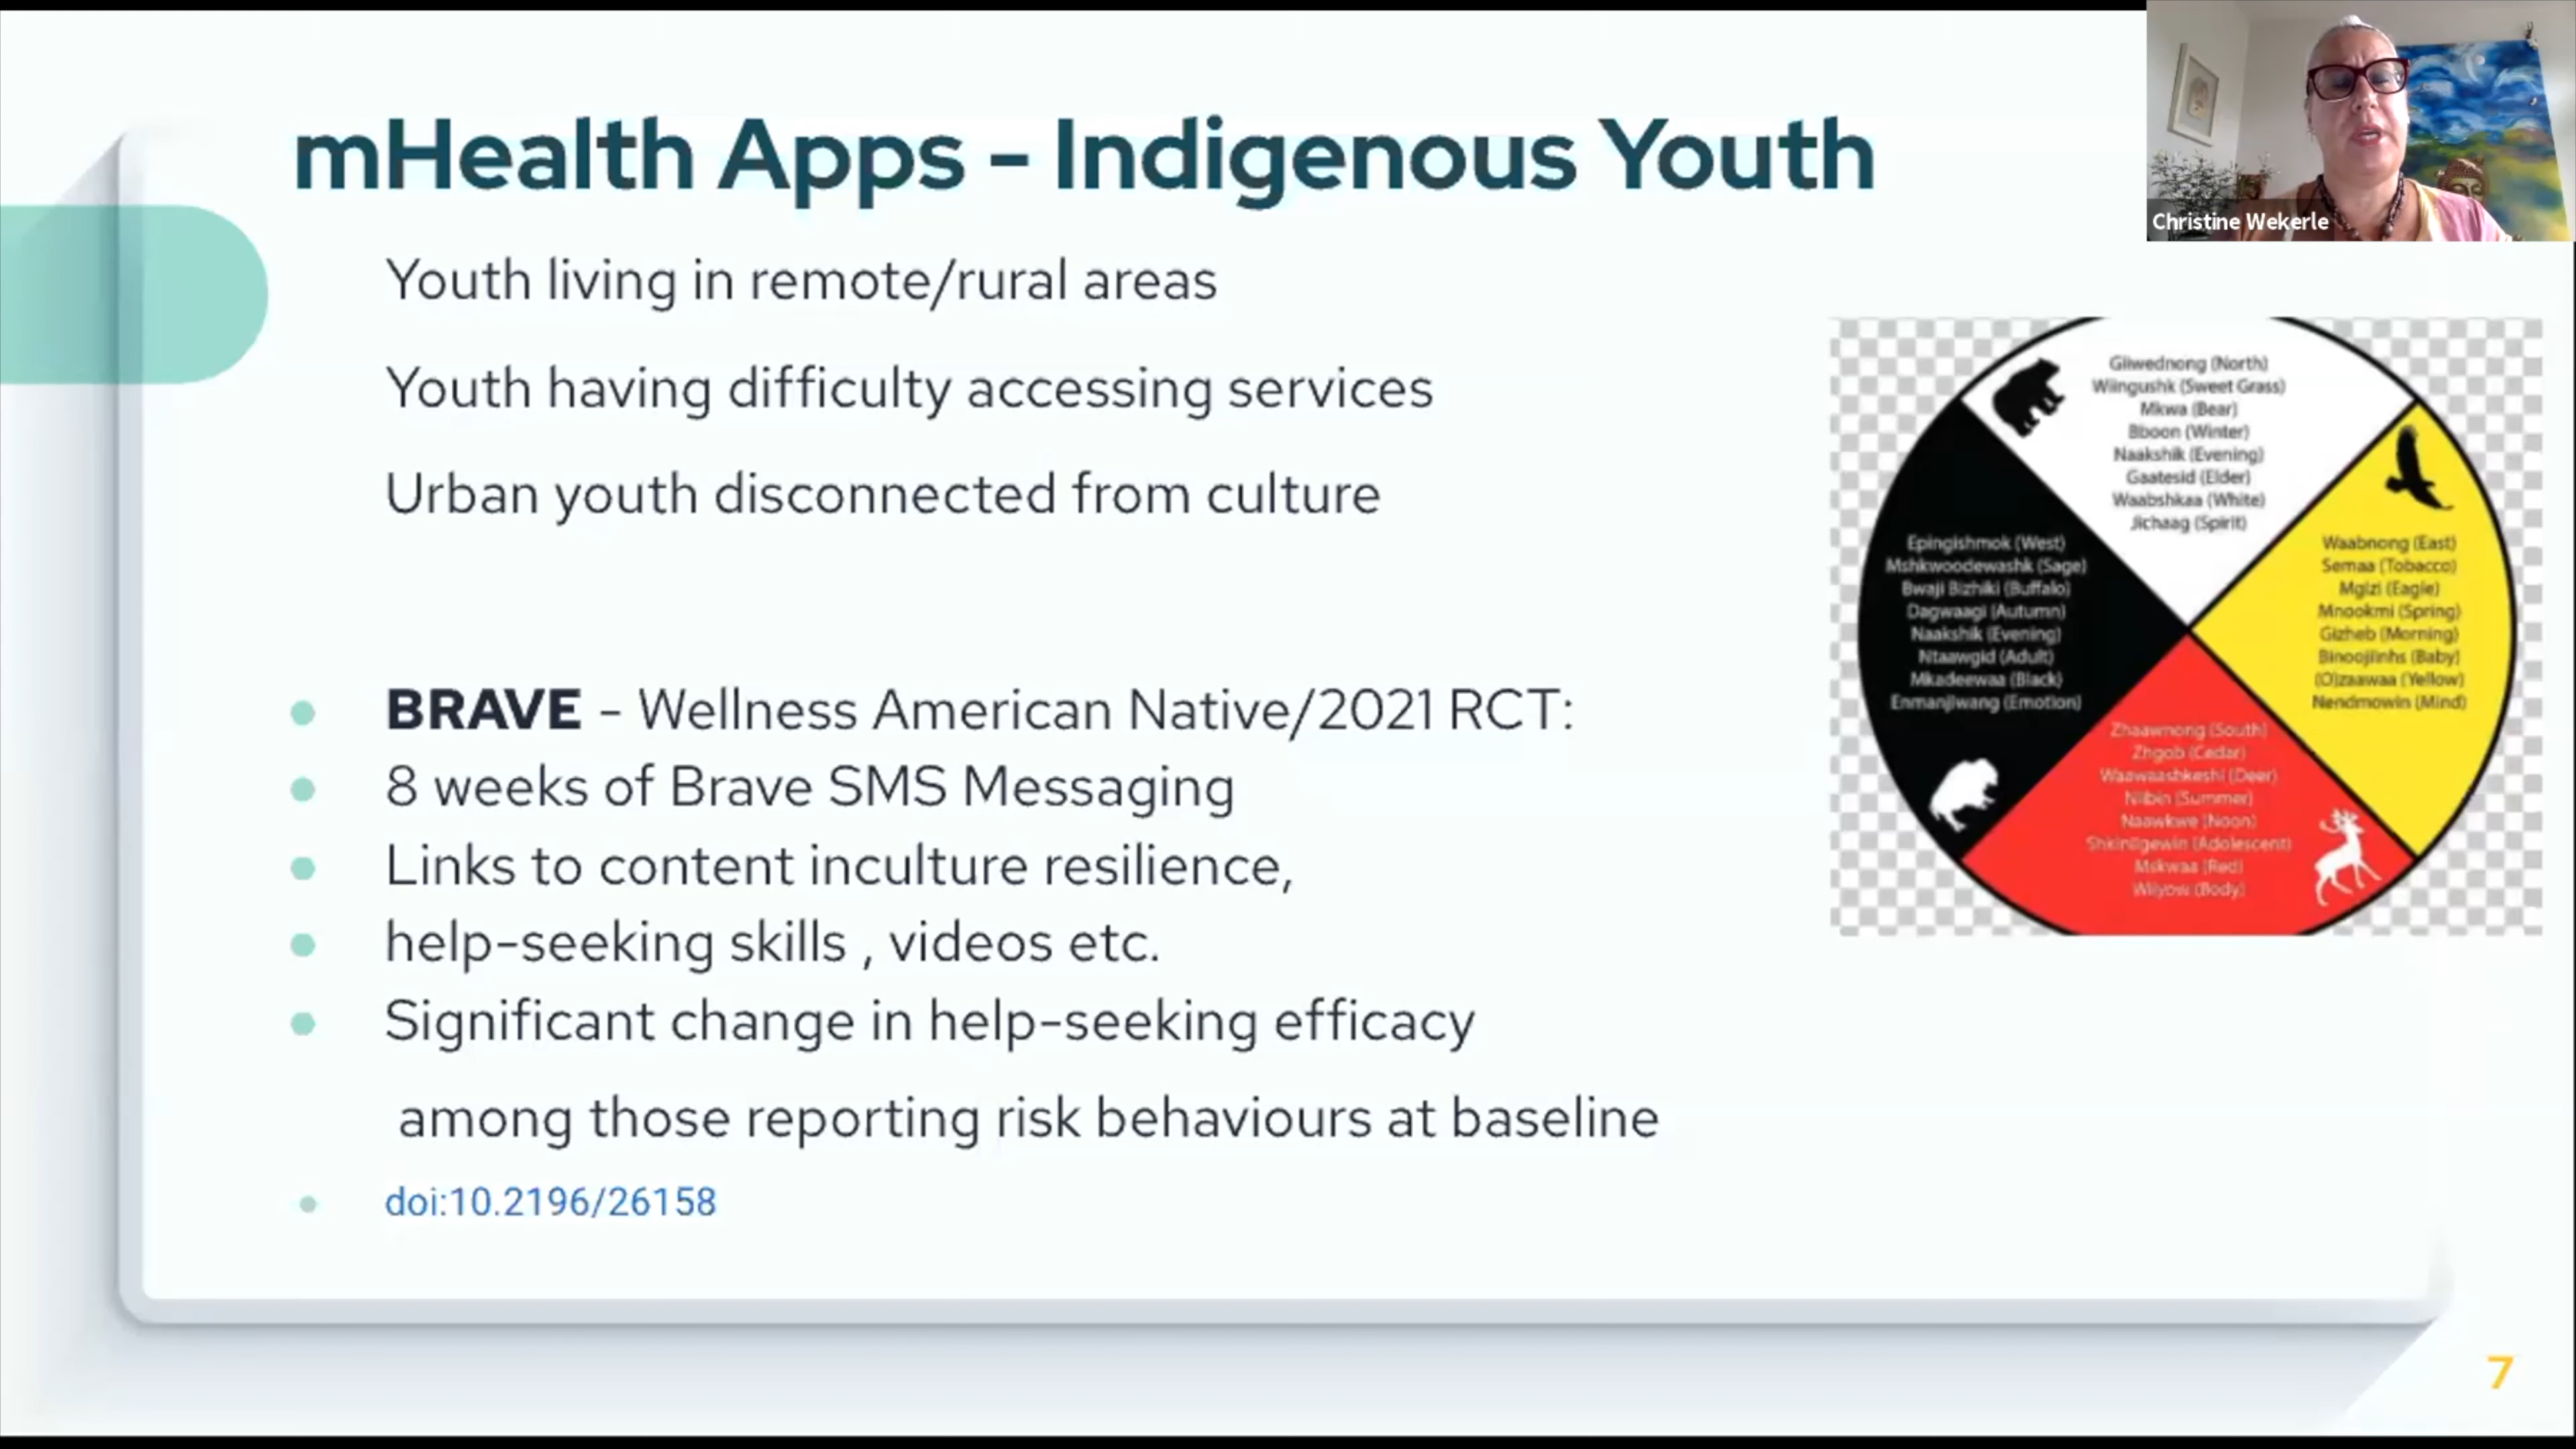 mHealth Apps - Indigenous Youth
Christine Wekerle
Youth living in remote/rural areas
Youth having difficulty accessing services
Urban youth disconnected from culture
BRAVE - Wellness American Native/2021 RCT:
8 weeks of Brave SMS Messaging
Links to content inculture resilience,
help-seeking skills , videos etc.
Significant change in help-seeking efficacy
among those reporting risk behaviours at baseline
doi:10.2196/26158
Giiwednong (North)
Wiingushk (Sweet Grass)
Mkwa (Bear)
Bboon (Winter)
Naakshik (Evening)
Gaatesid (Elder)
Waabshkaa (White)
Jichaag (Spirit)
Epingishmok (West)
Mshkwoodewashk (Sage)
Bwaji Bizhiki (Buffalo)
Dagwaagi (Autumn)
Naakshik (Evening)
Ntaawgid (Adult)
Mkadeewaa (Black)
Enmanjiwang (Emotion)
Waabnong (East)
Semaa (Tobacco)
Mgizi (Eagle)
Mnookmi (Spring)
Gizheb (Morning)
Binoojiinhs (Baby)
(O)zaawaa (Yellow)
Nendmowin (Mind)
Zhaawnong (South)
Zhgob (Cedar)
Waawaashkeshi (Deer)
Niibin (Summer)
Naawkwe (Noon)
Shkiniigewin (Adolescent)
Mskwaa (Red)
Wiiyow (Body)
7